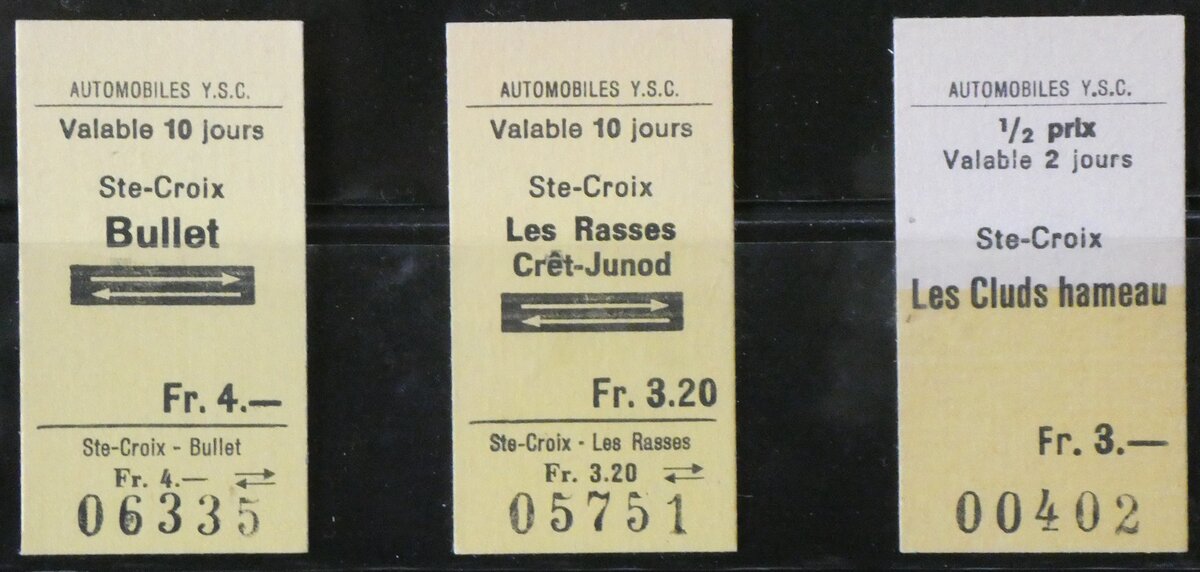 AUTOMOBILES Y.S.C.
Valable 10 jours
Ste-Croix
Bullet
Fr. 4.—
Ste-Croix - Bullet
Fr. 4.—
06335
AUTOMOBILES Y.S.C.
Valable 10 jours
Ste-Croix
Les Rasses
Crêt-Junod
Fr. 3.20
Ste-Croix - Les Rasses
Fr. 3.20
05751
AUTOMOBILES Y.S.C.
1/2 prix
Valable 2 jours
Ste-Croix
Les Cluds hameau
Fr. 3.—
00402